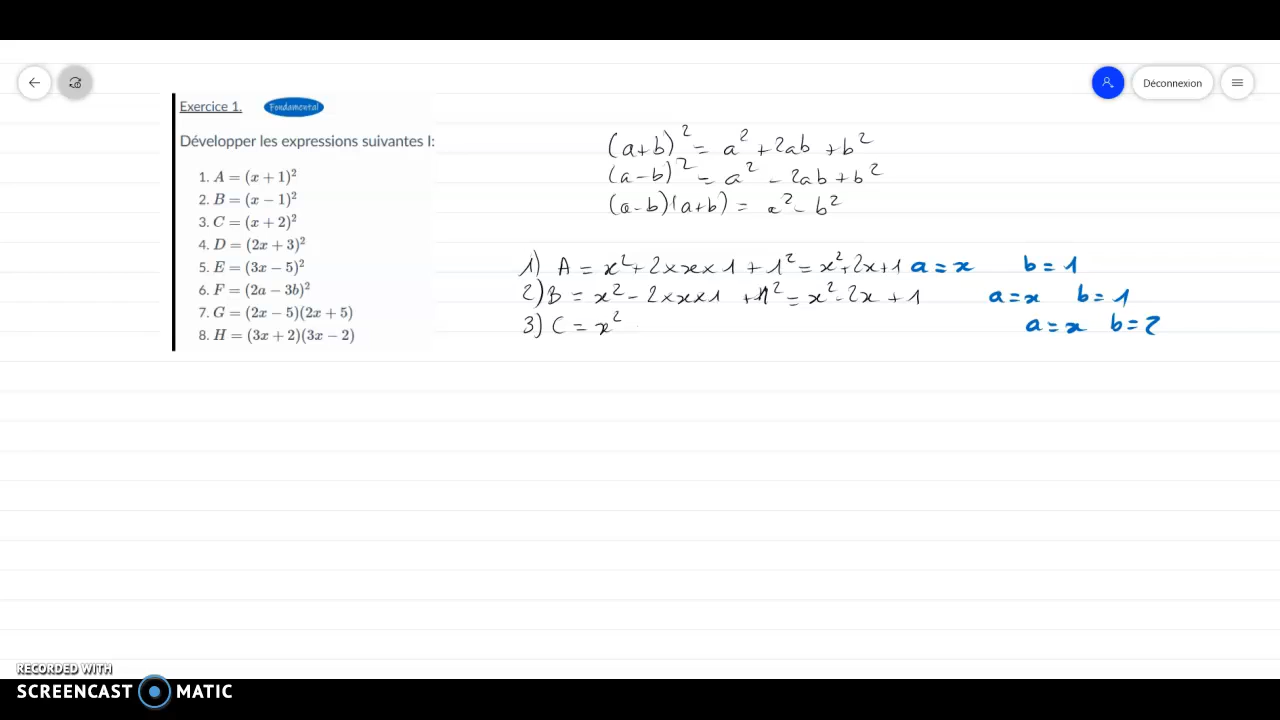 Déconnexion
Exercice 1. Fondamental
Développer les expressions suivantes I:
1. A = (x + 1)²
2. B = (x − 1)²
3. C = (x + 2)²
4. D = (2x + 3)²
5. E = (3x − 5)²
6. F = (2a − 3b)²
7. G = (2x − 5)(2x + 5)
8. H = (3x + 2)(3x − 2)
(a+b)² = a² + 2ab + b²
(a-b)² = a² - 2ab + b²
(a-b)(a+b) = a² - b²
1) A = x² + 2×x×1 + 1² = x² + 2x + 1 a = x b = 1
2) B = x² - 2×x×1 + 1² = x² - 2x + 1 a = x b = 1
3) C = x² a = x b = 2
RECORDED WITH
SCREENCAST MATIC